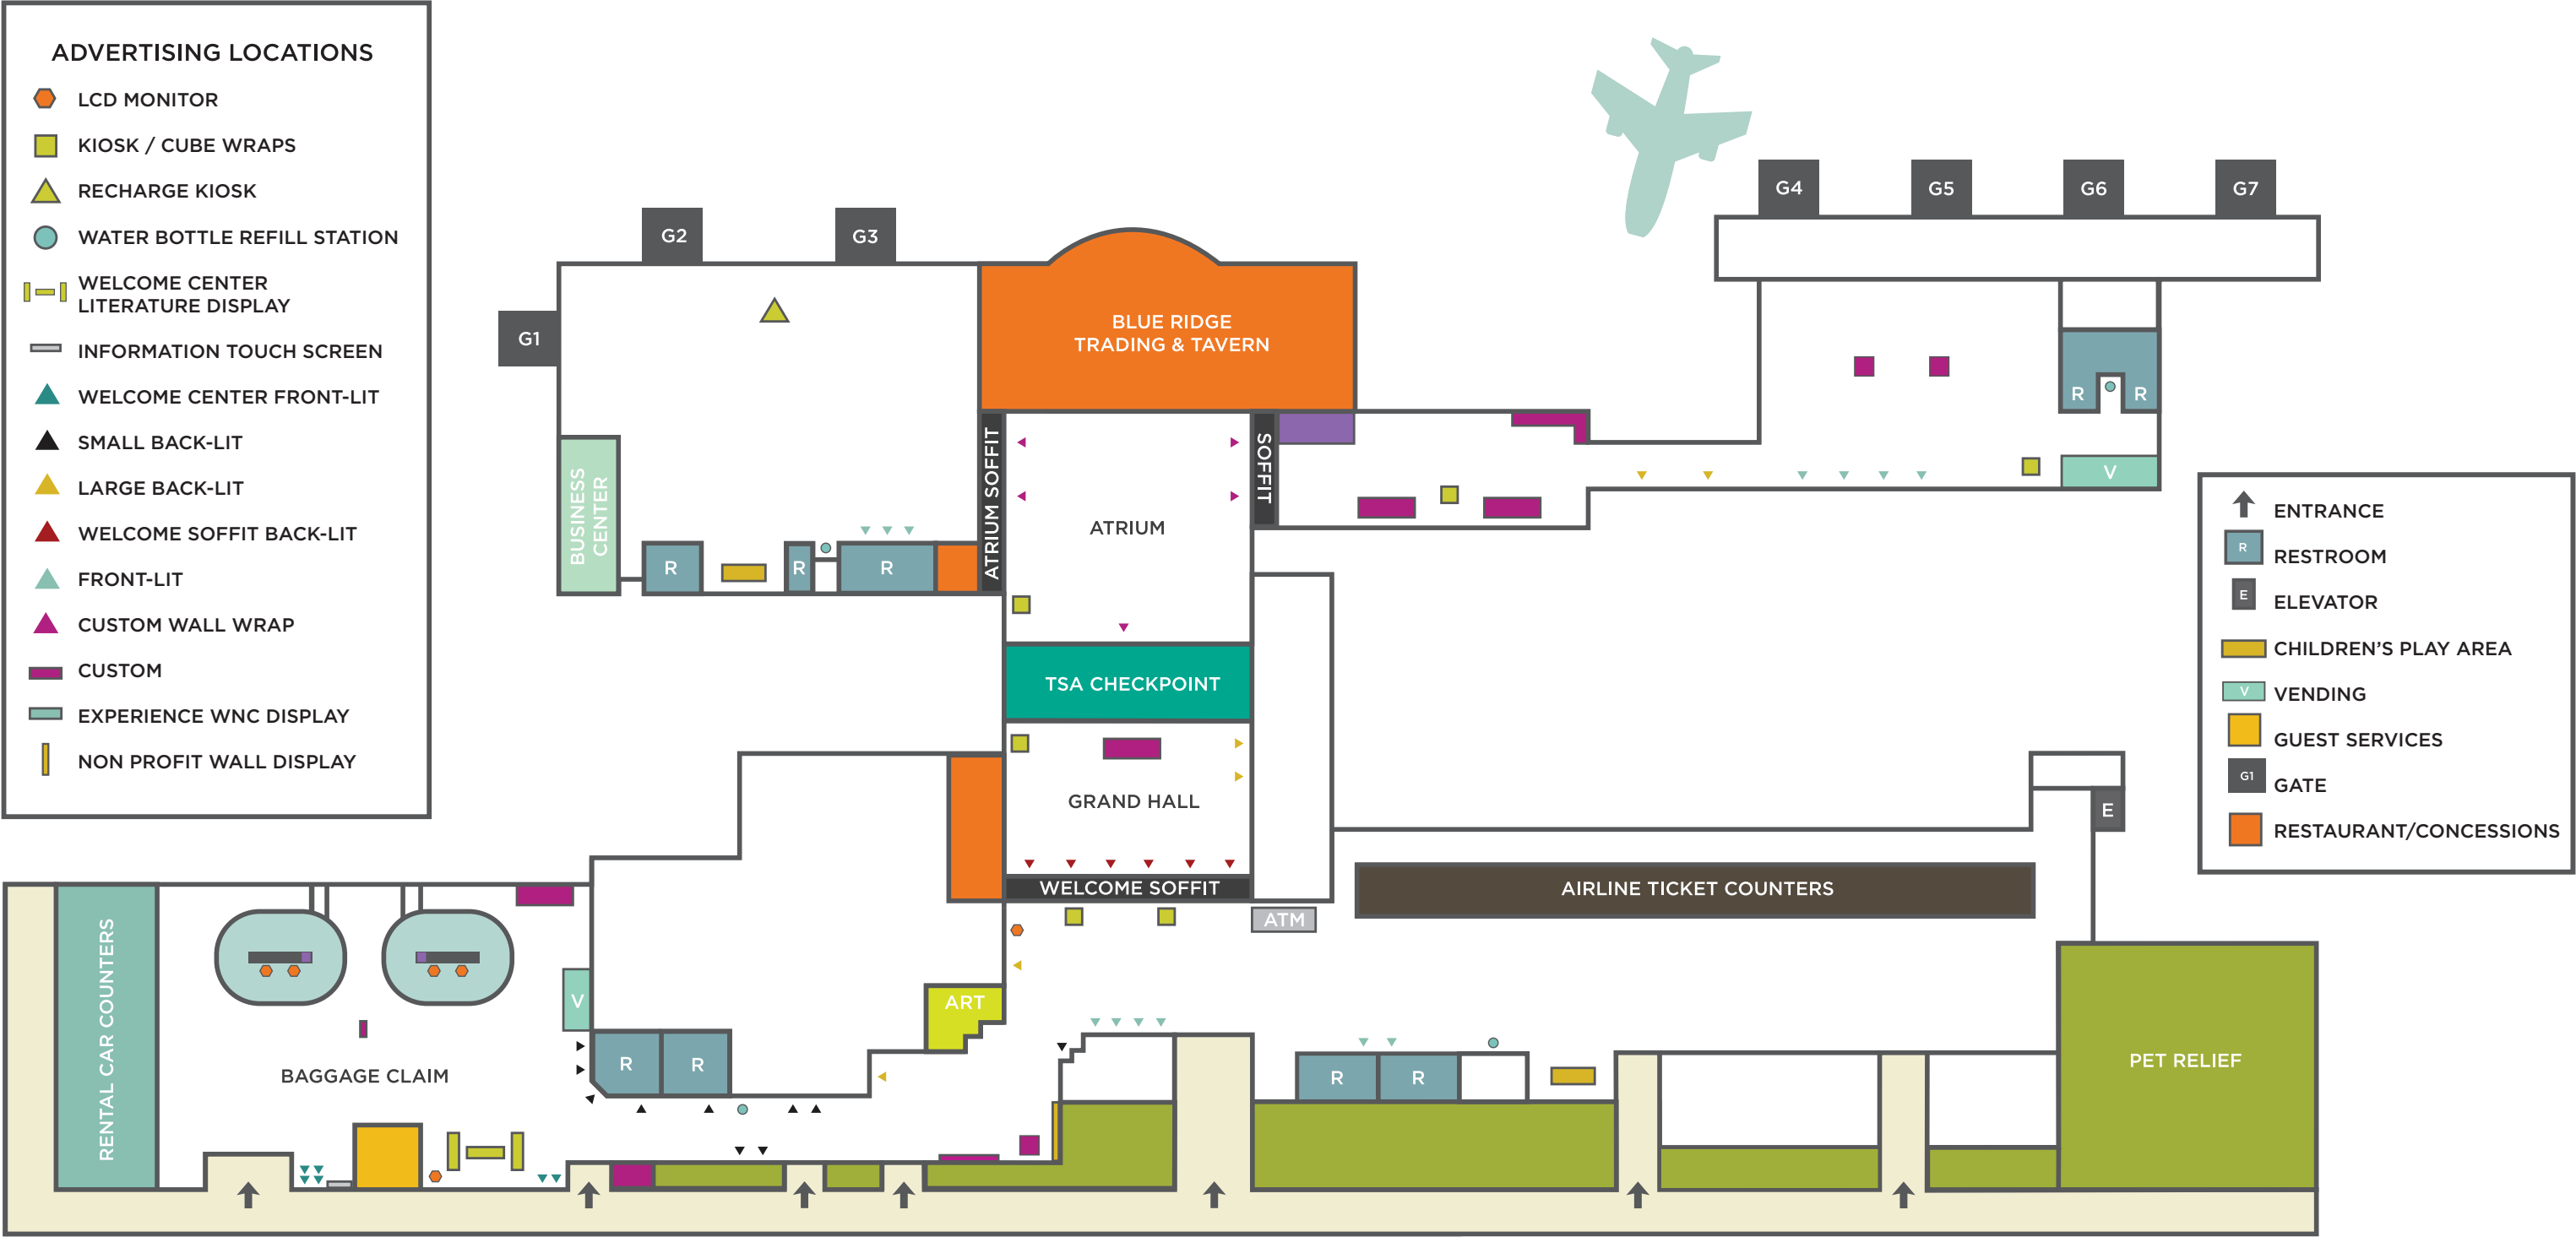 ADVERTISING LOCATIONS
LCD MONITOR
KIOSK / CUBE WRAPS
RECHARGE KIOSK
WATER BOTTLE REFILL STATION
WELCOME CENTER
LITERATURE DISPLAY
INFORMATION TOUCH SCREEN
WELCOME CENTER FRONT-LIT
SMALL BACK-LIT
LARGE BACK-LIT
WELCOME SOFFIT BACK-LIT
FRONT-LIT
CUSTOM WALL WRAP
CUSTOM
EXPERIENCE WNC DISPLAY
NON PROFIT WALL DISPLAY
G1
G2
G3
G4
G5
G6
G7
BLUE RIDGE
TRADING & TAVERN
BUSINESS
CENTER
R
R
R
ATRIUM SOFFIT
ATRIUM
SOFFIT
R
R
V
TSA CHECKPOINT
GRAND HALL
WELCOME SOFFIT
ATM
AIRLINE TICKET COUNTERS
E
RENTAL CAR COUNTERS
BAGGAGE CLAIM
V
R
R
ART
R
R
PET RELIEF
ENTRANCE
R
RESTROOM
E
ELEVATOR
CHILDREN'S PLAY AREA
V
VENDING
GUEST SERVICES
G1
GATE
RESTAURANT/CONCESSIONS